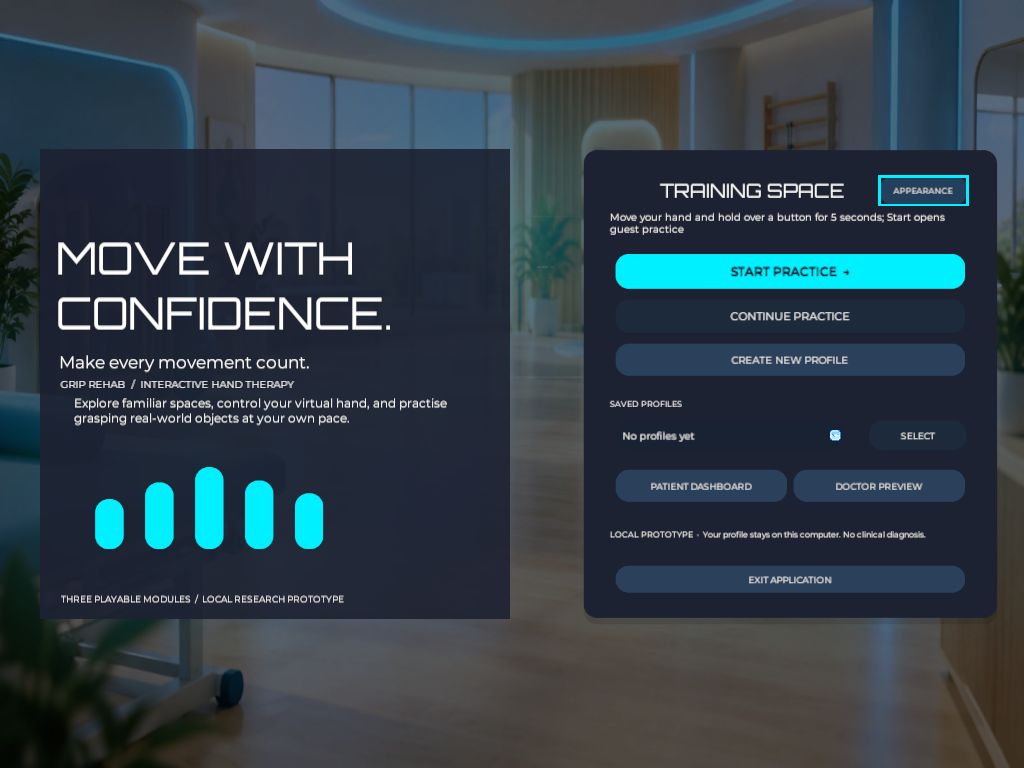 MOVE WITH
CONFIDENCE.
Make every movement count.
GRIP REHAB / INTERACTIVE HAND THERAPY
Explore familiar spaces, control your virtual hand, and practise
grasping real-world objects at your own pace.
THREE PLAYABLE MODULES / LOCAL RESEARCH PROTOTYPE
TRAINING SPACE
APPEARANCE
Move your hand and hold over a button for 5 seconds; Start opens
guest practice
START PRACTICE →
CONTINUE PRACTICE
CREATE NEW PROFILE
SAVED PROFILES
No profiles yet
SELECT
PATIENT DASHBOARD
DOCTOR PREVIEW
LOCAL PROTOTYPE · Your profile stays on this computer. No clinical diagnosis.
EXIT APPLICATION